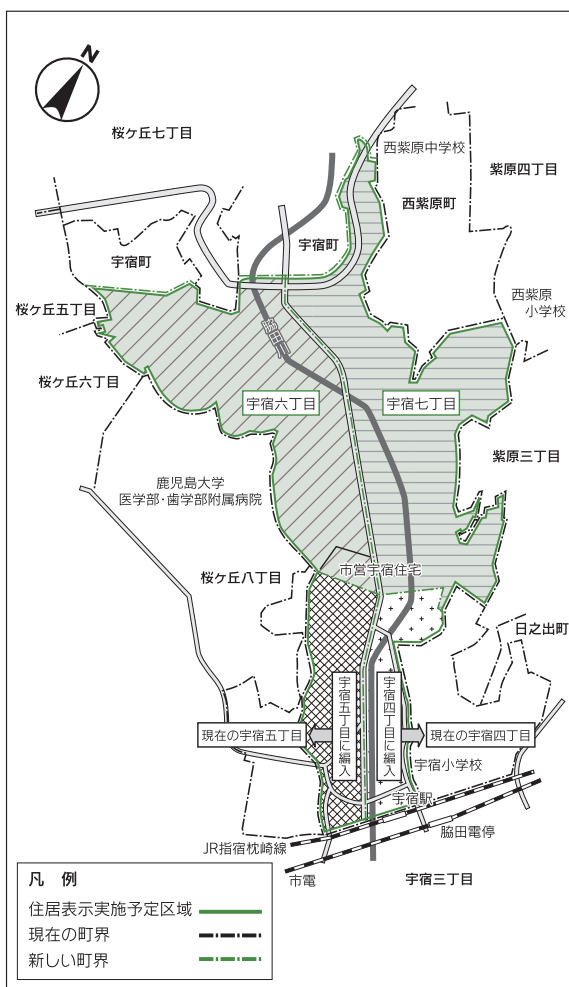 N
桜ヶ丘七丁目
西紫原中学校
紫原四丁目
西紫原町
宇宿町
宇宿町
西紫原
小学校
桜ヶ丘五丁目
桜ヶ丘六丁目
宇宿六丁目
宇宿七丁目
紫原三丁目
鹿児島大学
医学部・歯学部附属病院
市営宇宿住宅
桜ヶ丘八丁目
日之出町
宇宿五丁目に編入
宇宿四丁目に編入
現在の宇宿五丁目
現在の宇宿四丁目
宇宿小学校
宇宿駅
脇田電停
JR指宿枕崎線
市電
宇宿三丁目
凡 例
住居表示実施予定区域
現在の町界
新しい町界